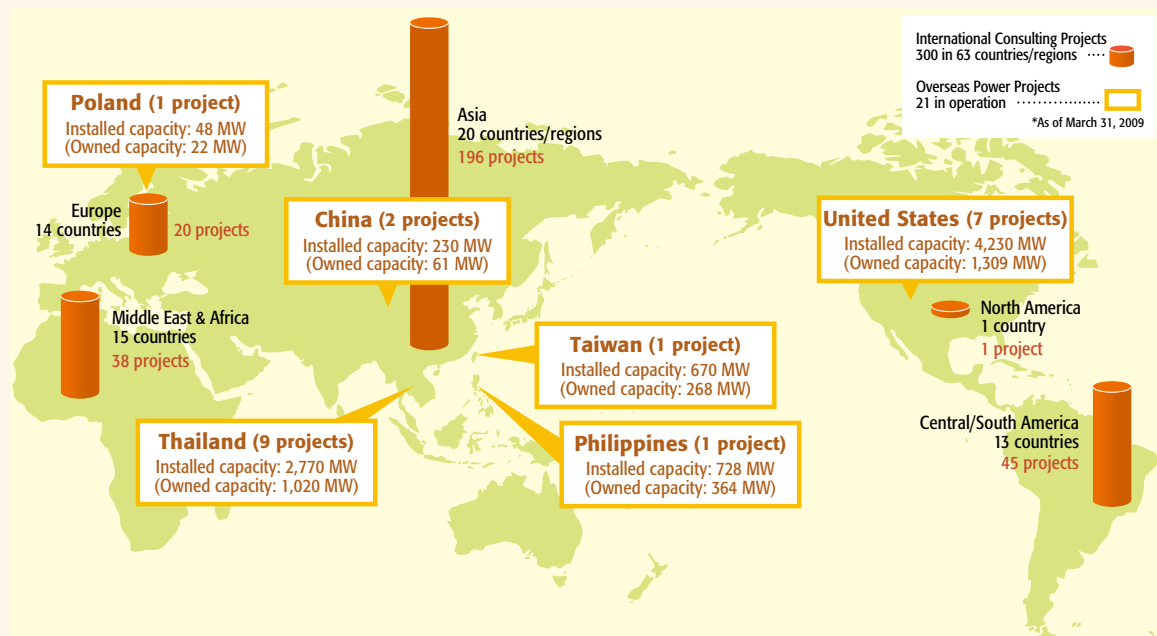 International Consulting Projects
300 in 63 countries/regions
Overseas Power Projects
21 in operation
*As of March 31, 2009
Poland (1 project)
Installed capacity: 48 MW
(Owned capacity: 22 MW)
Asia
20 countries/regions
196 projects
Europe
14 countries
20 projects
China (2 projects)
Installed capacity: 230 MW
(Owned capacity: 61 MW)
United States (7 projects)
Installed capacity: 4,230 MW
(Owned capacity: 1,309 MW)
Middle East & Africa
15 countries
38 projects
North America
1 country
1 project
Taiwan (1 project)
Installed capacity: 670 MW
(Owned capacity: 268 MW)
Thailand (9 projects)
Installed capacity: 2,770 MW
(Owned capacity: 1,020 MW)
Philippines (1 project)
Installed capacity: 728 MW
(Owned capacity: 364 MW)
Central/South America
13 countries
45 projects